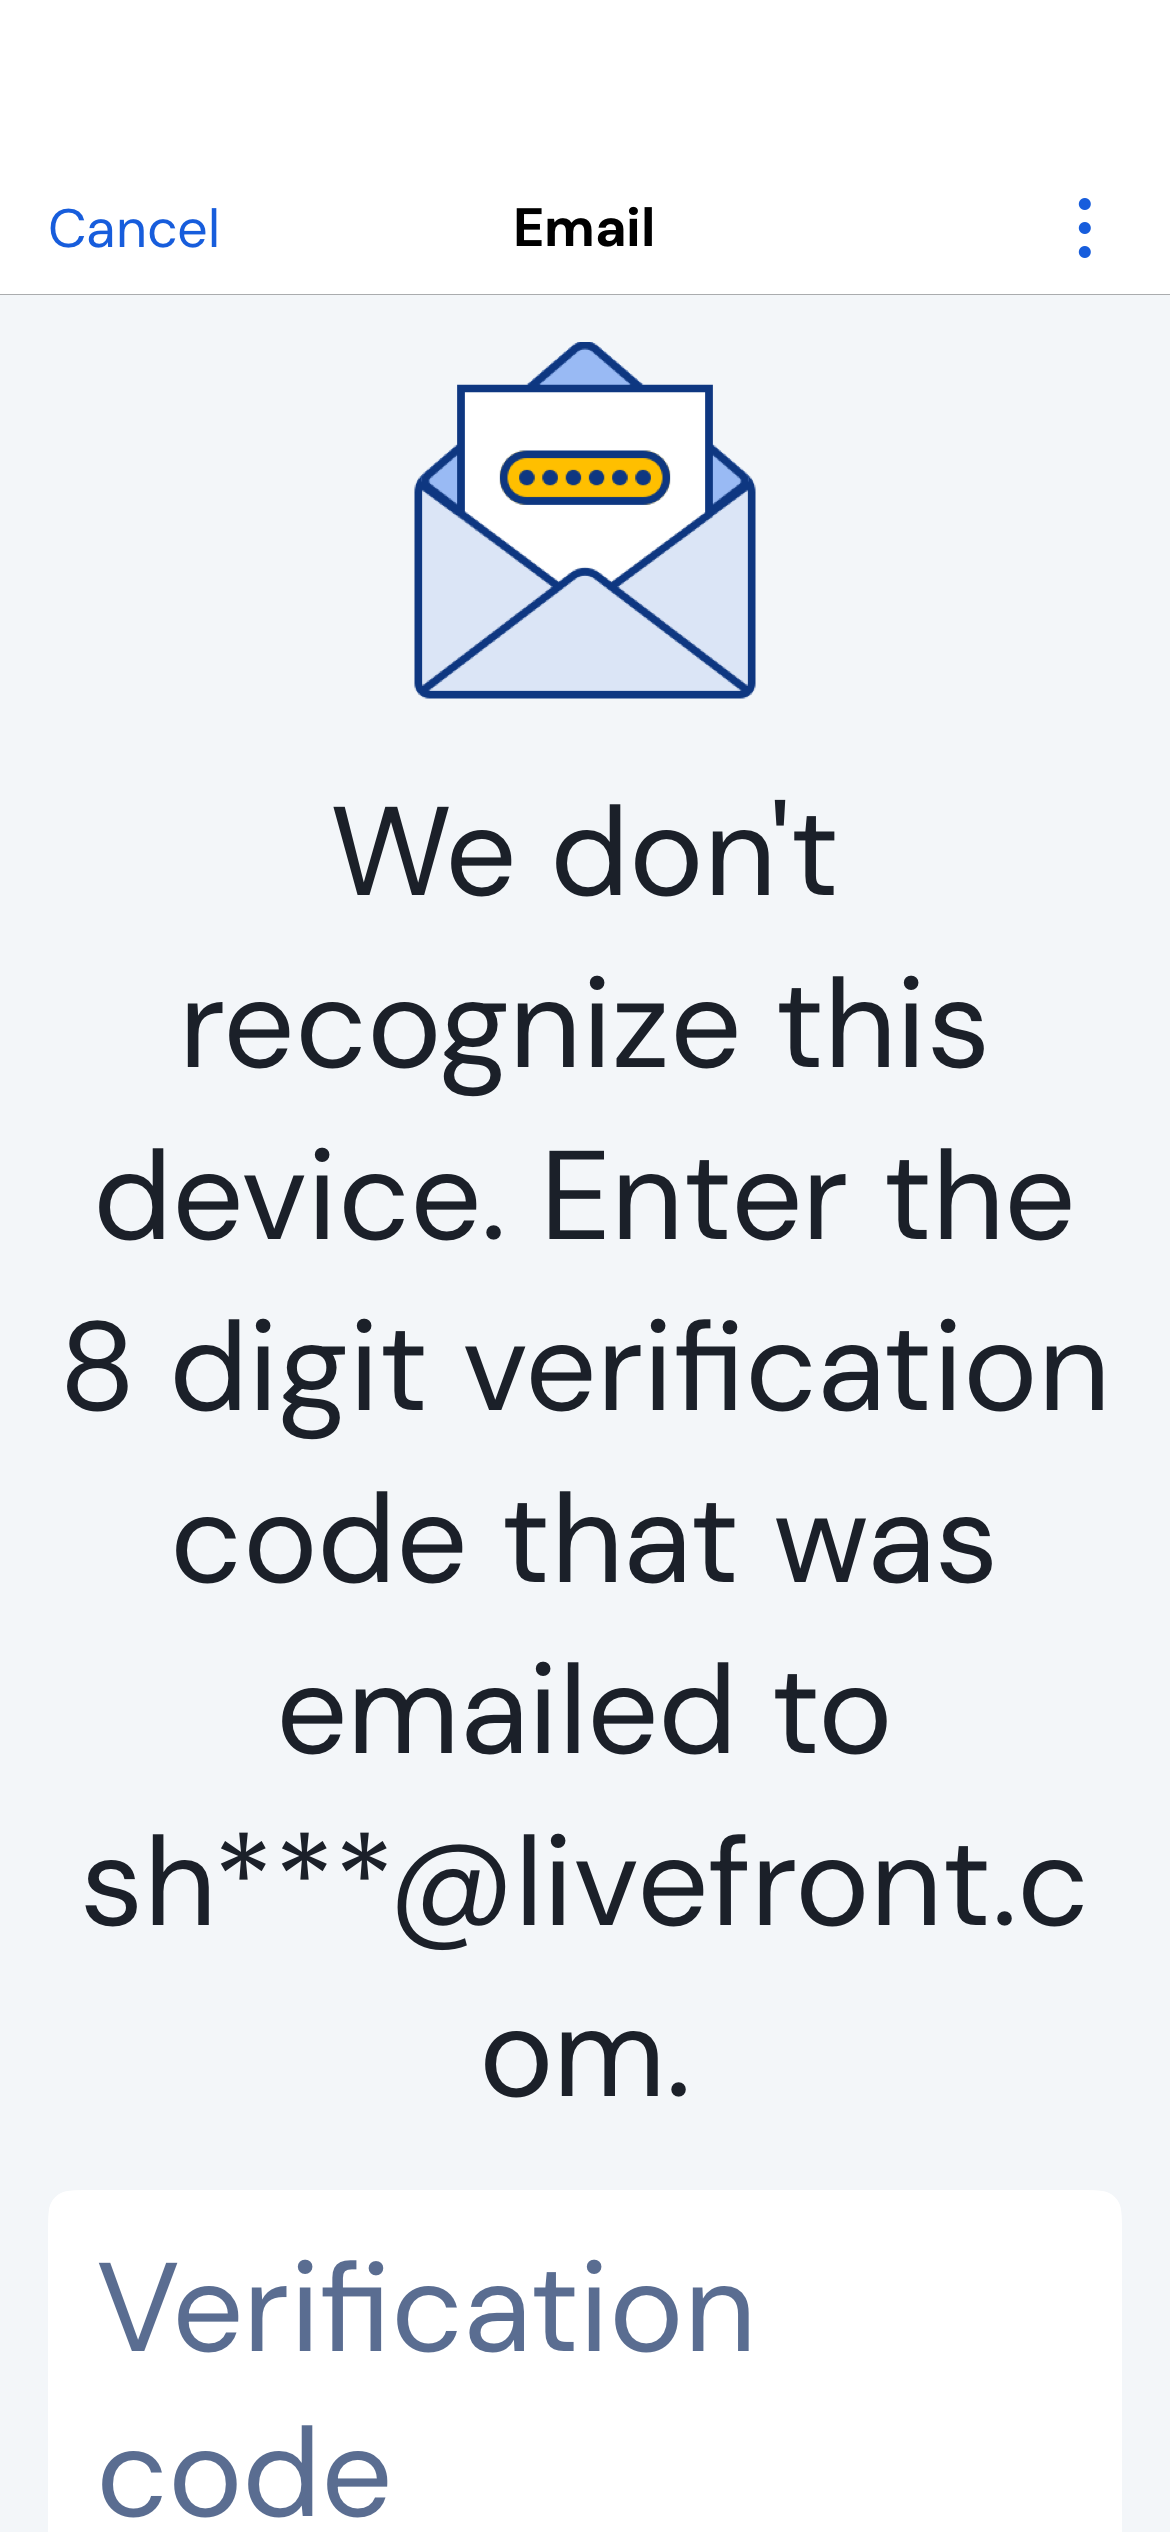 Cancel
Email
We don't
recognize this
device. Enter the
8 digit verification
code that was
emailed to
sh***@livefront.c
om.
Verification
code